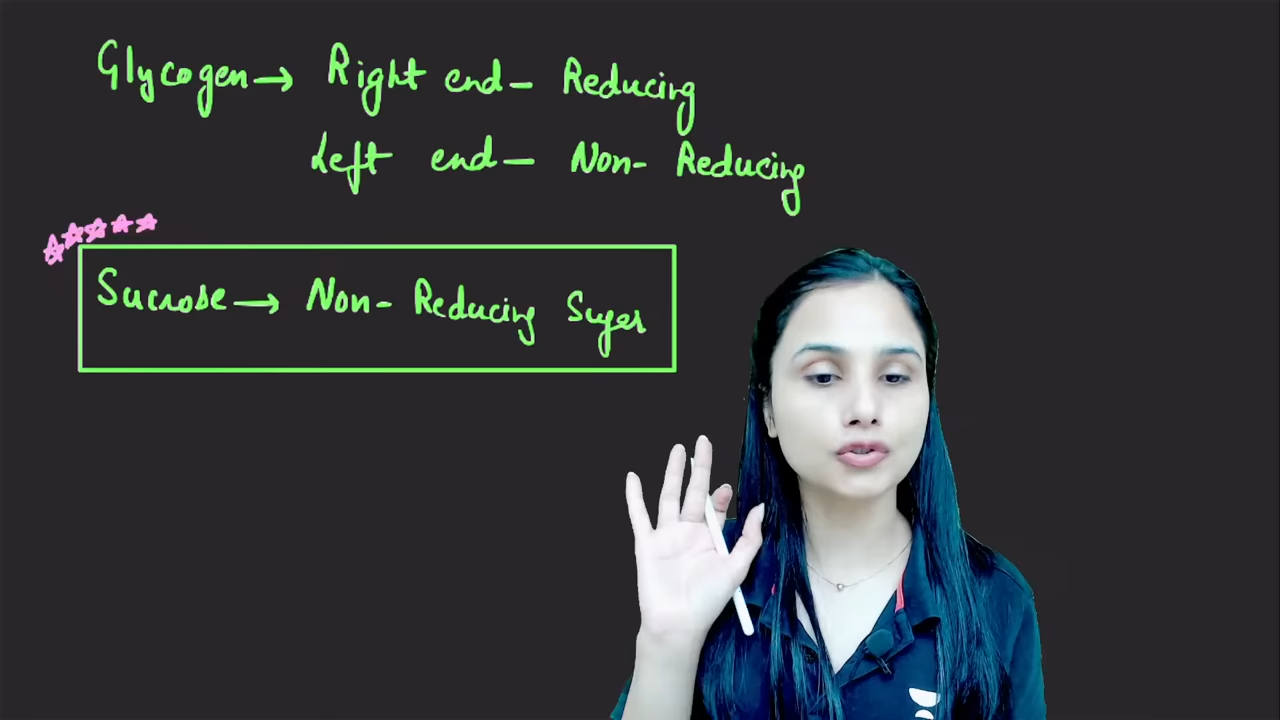 Glycogen → Right end - Reducing
Left end - Non- Reducing
Sucrose → Non- Reducing Sugar